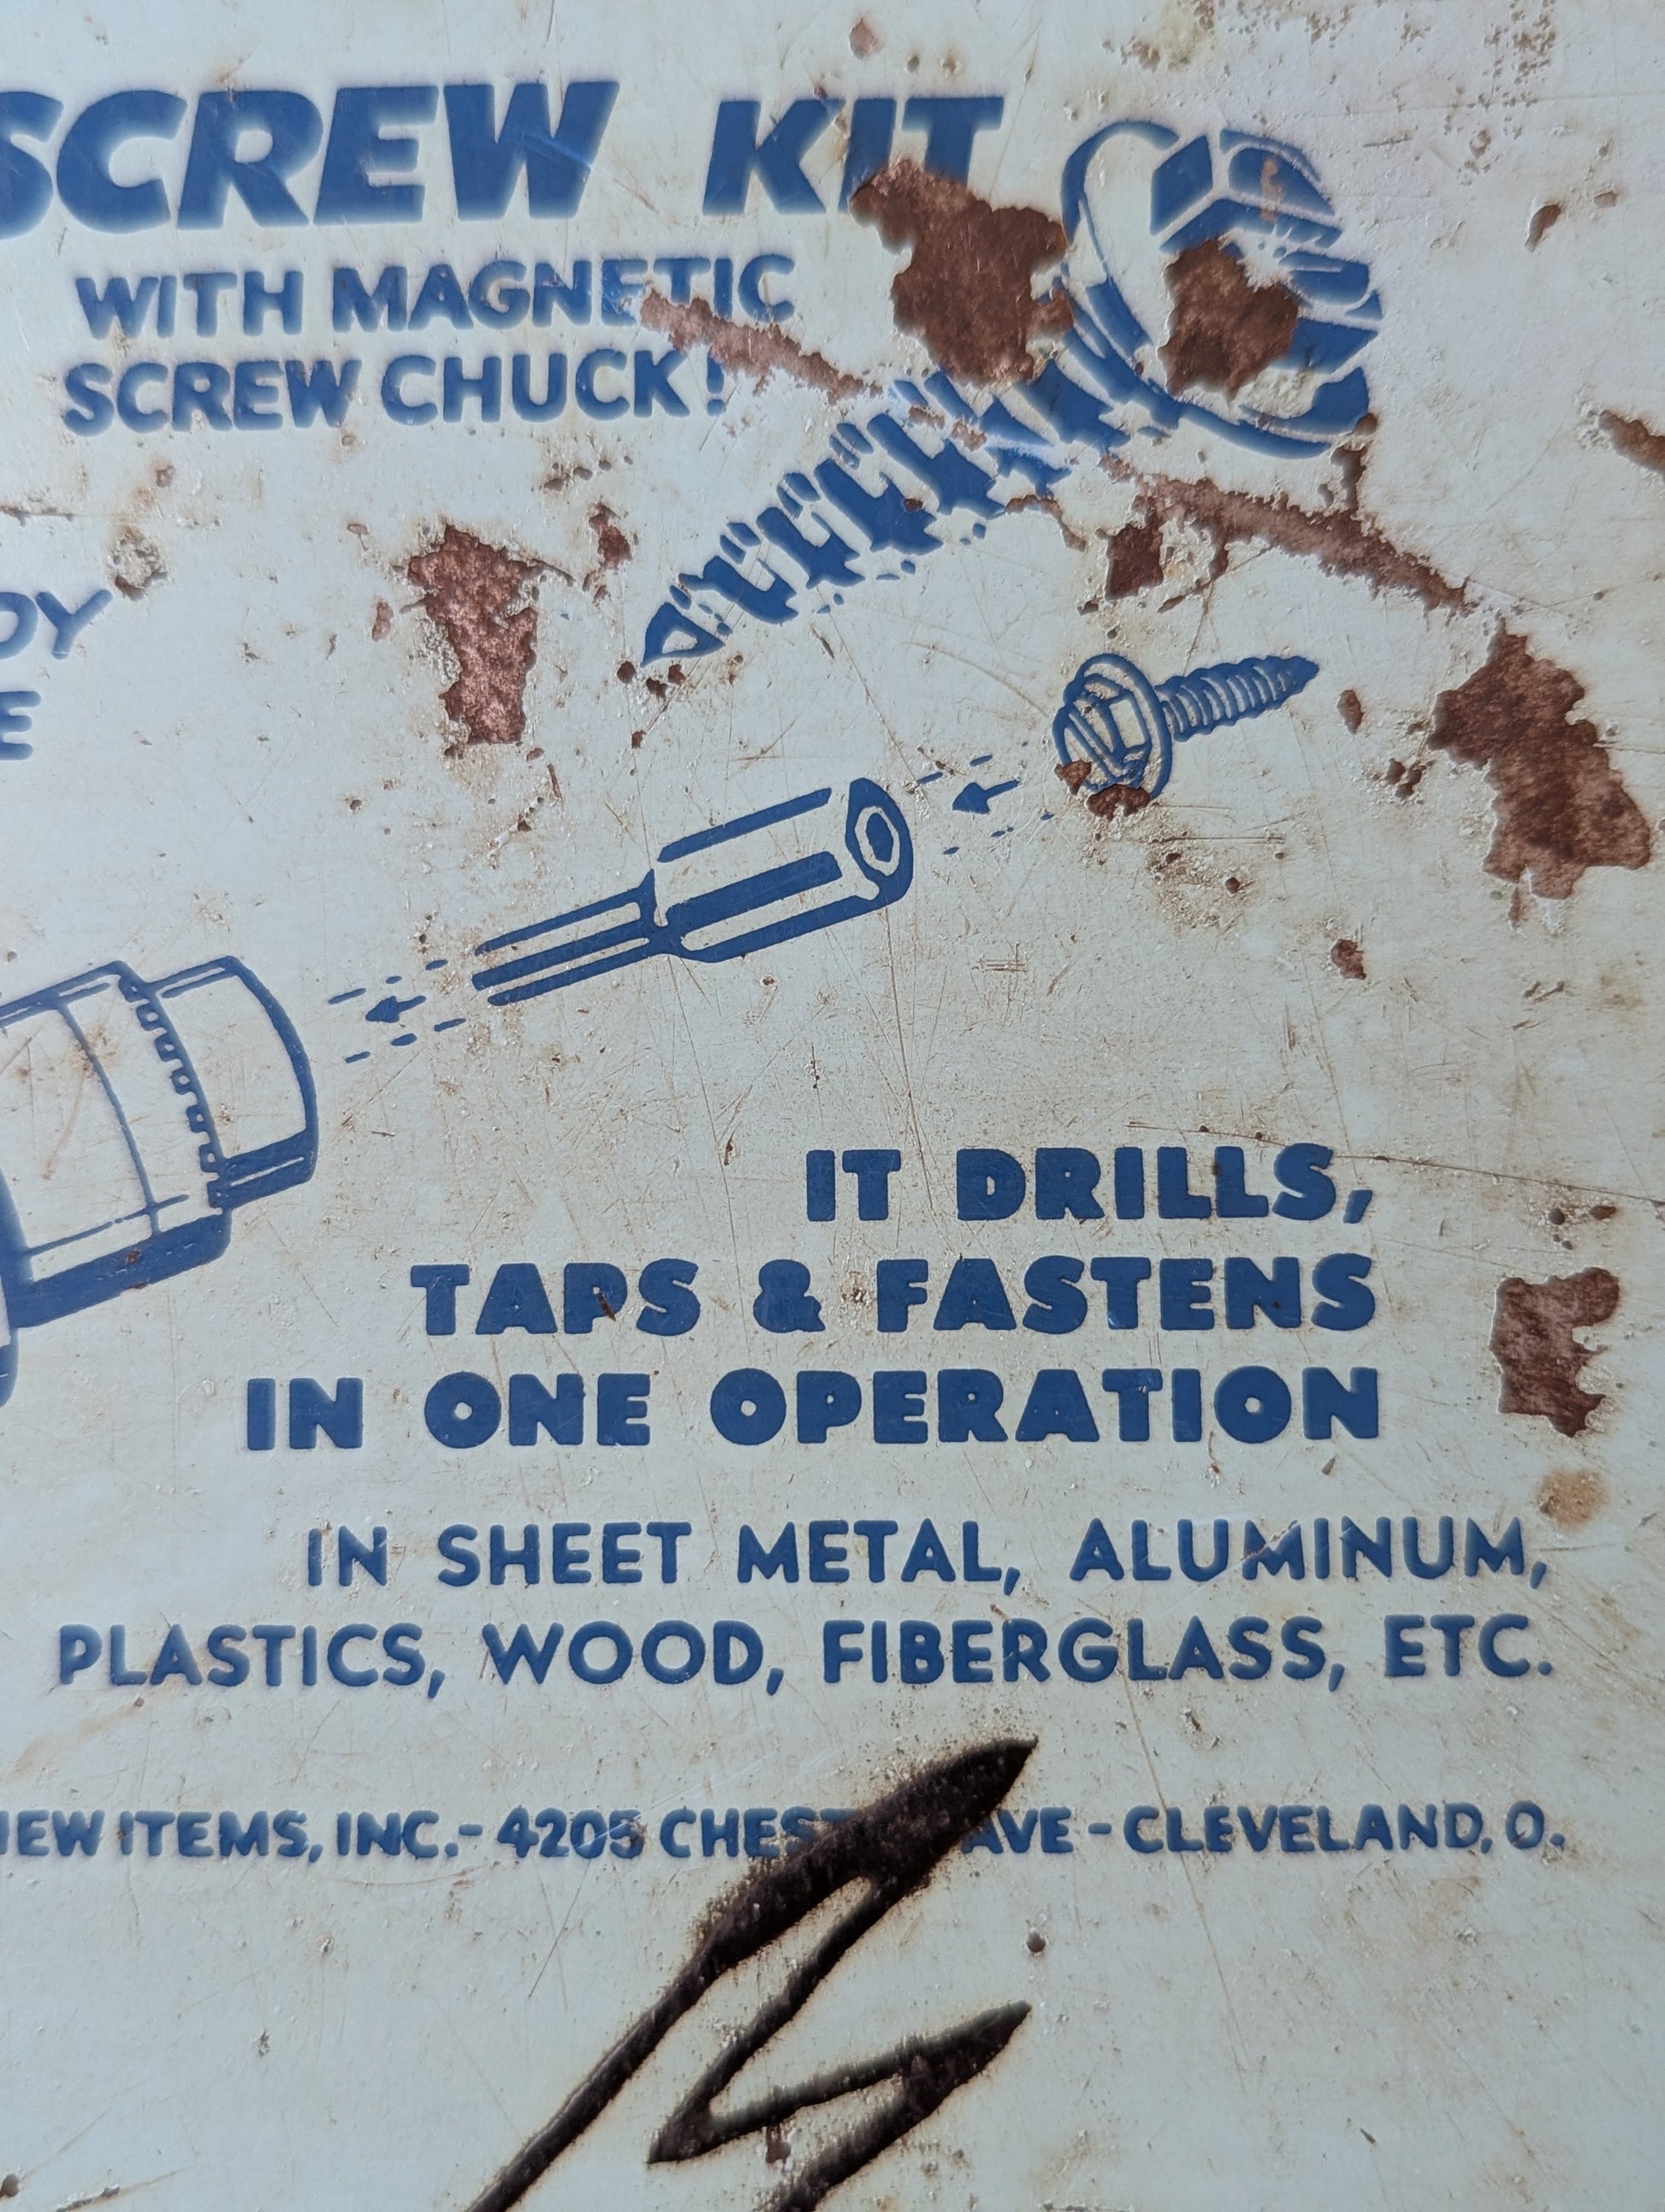 SCREW KIT
WITH MAGNETIC
SCREW CHUCK!
IT DRILLS,
TAPS & FASTENS
IN ONE OPERATION
IN SHEET METAL, ALUMINUM,
PLASTICS, WOOD, FIBERGLASS, ETC.
ITEMS, INC. - 4205 AVE - CLEVELAND, O.